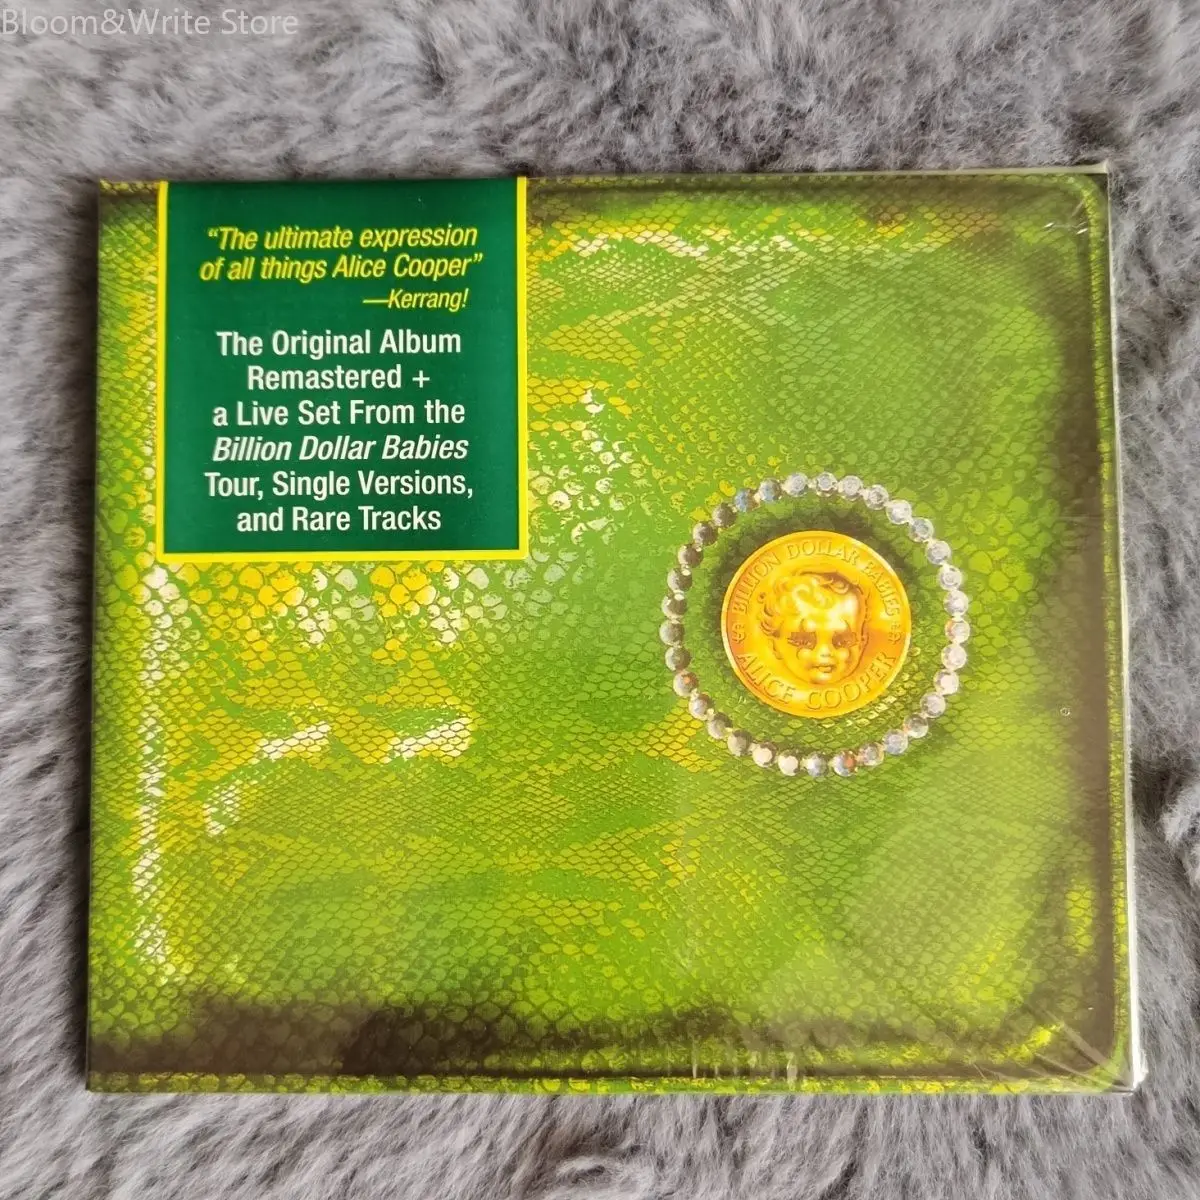 Bloom&Write Store
“The ultimate expression
of all things Alice Cooper”
—Kerrang!
The Original Album
Remastered +
a Live Set From the
Billion Dollar Babies
Tour, Single Versions,
and Rare Tracks
$ BILLION DOLLAR BABIES $
ALICE COOPER